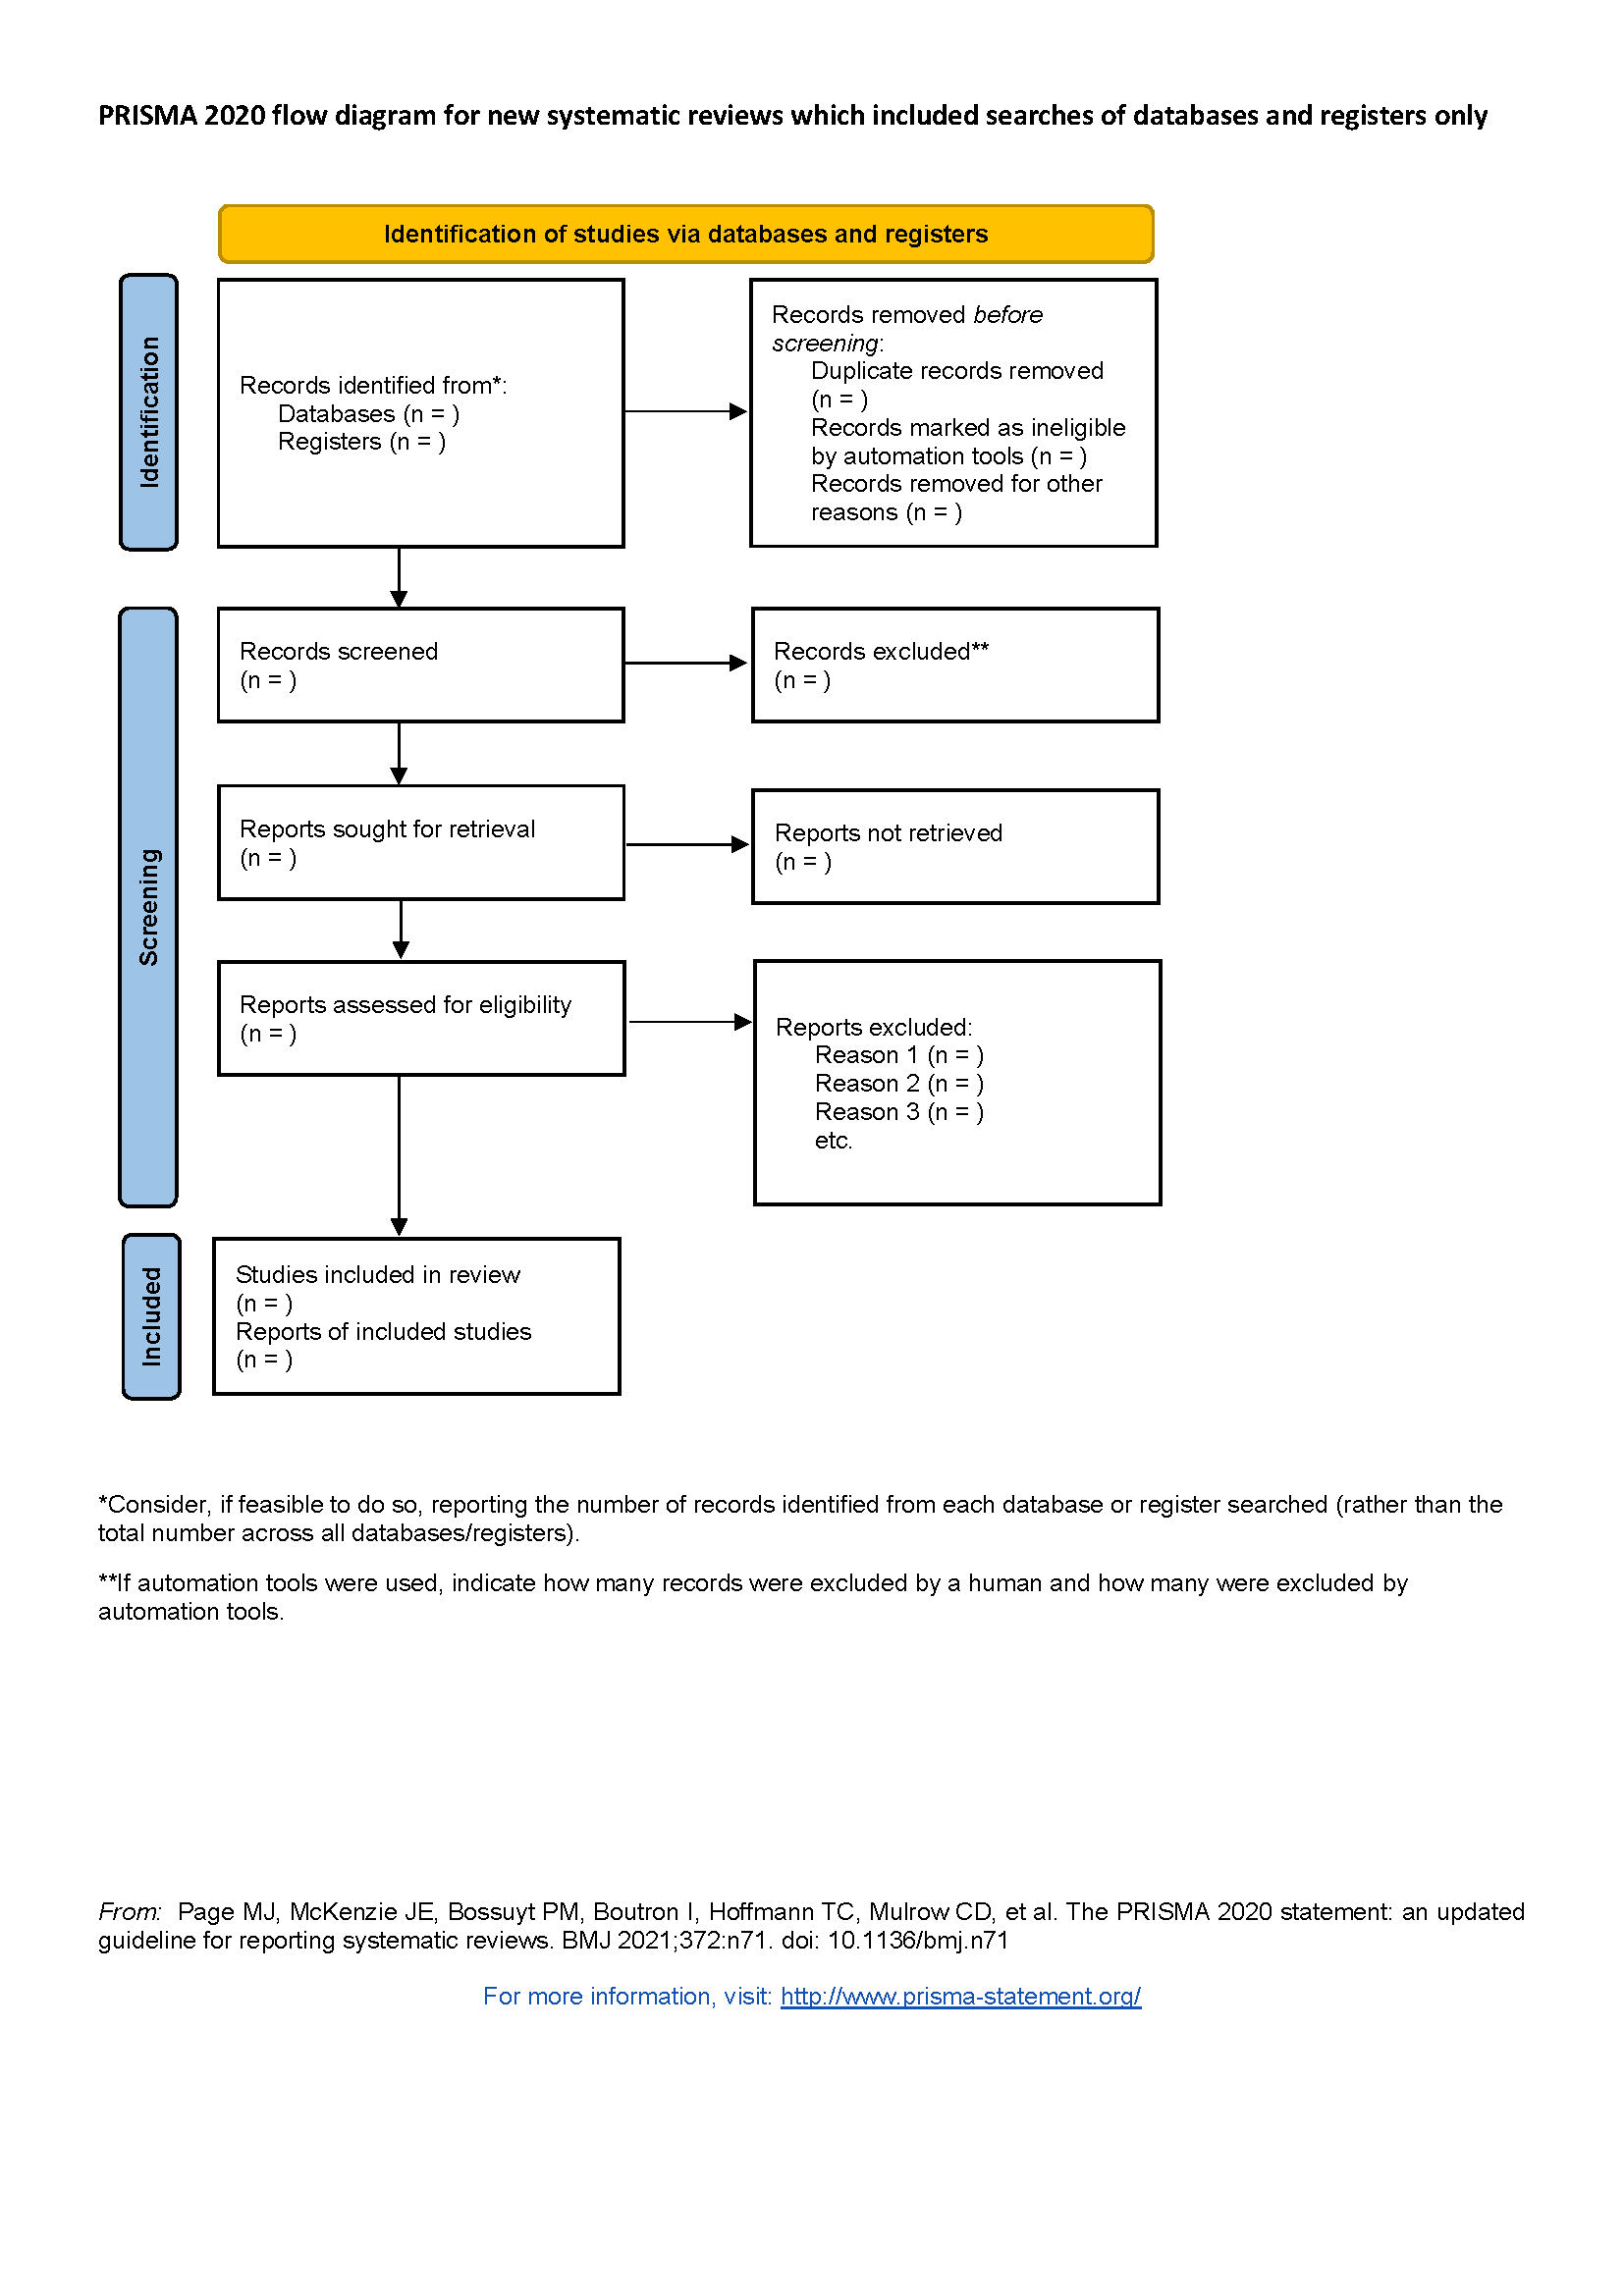 PRISMA 2020 flow diagram for new systematic reviews which included searches of databases and registers only
Identification of studies via databases and registers
Identification
Records identified from*:
Databases (n = )
Registers (n = )
Records removed before
screening:
Duplicate records removed
(n = )
Records marked as ineligible
by automation tools (n = )
Records removed for other
reasons (n = )
Screening
Records screened
(n = )
Records excluded**
(n = )
Reports sought for retrieval
(n = )
Reports not retrieved
(n = )
Reports assessed for eligibility
(n = )
Reports excluded:
Reason 1 (n = )
Reason 2 (n = )
Reason 3 (n = )
etc.
Included
Studies included in review
(n = )
Reports of included studies
(n = )
*Consider, if feasible to do so, reporting the number of records identified from each database or register searched (rather than the
total number across all databases/registers).
**If automation tools were used, indicate how many records were excluded by a human and how many were excluded by
automation tools.
From: Page MJ, McKenzie JE, Bossuyt PM, Boutron I, Hoffmann TC, Mulrow CD, et al. The PRISMA 2020 statement: an updated
guideline for reporting systematic reviews. BMJ 2021;372:n71. doi: 10.1136/bmj.n71
For more information, visit: http://www.prisma-statement.org/